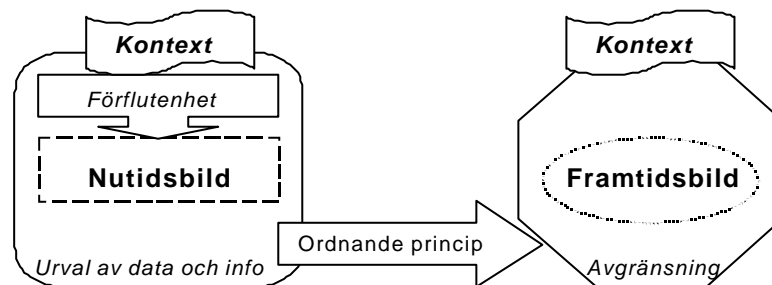 Kontext
Förflutenhet
Nutidsbild
Urval av data och info
Ordnande princip
Kontext
Framtidsbild
Avgränsning